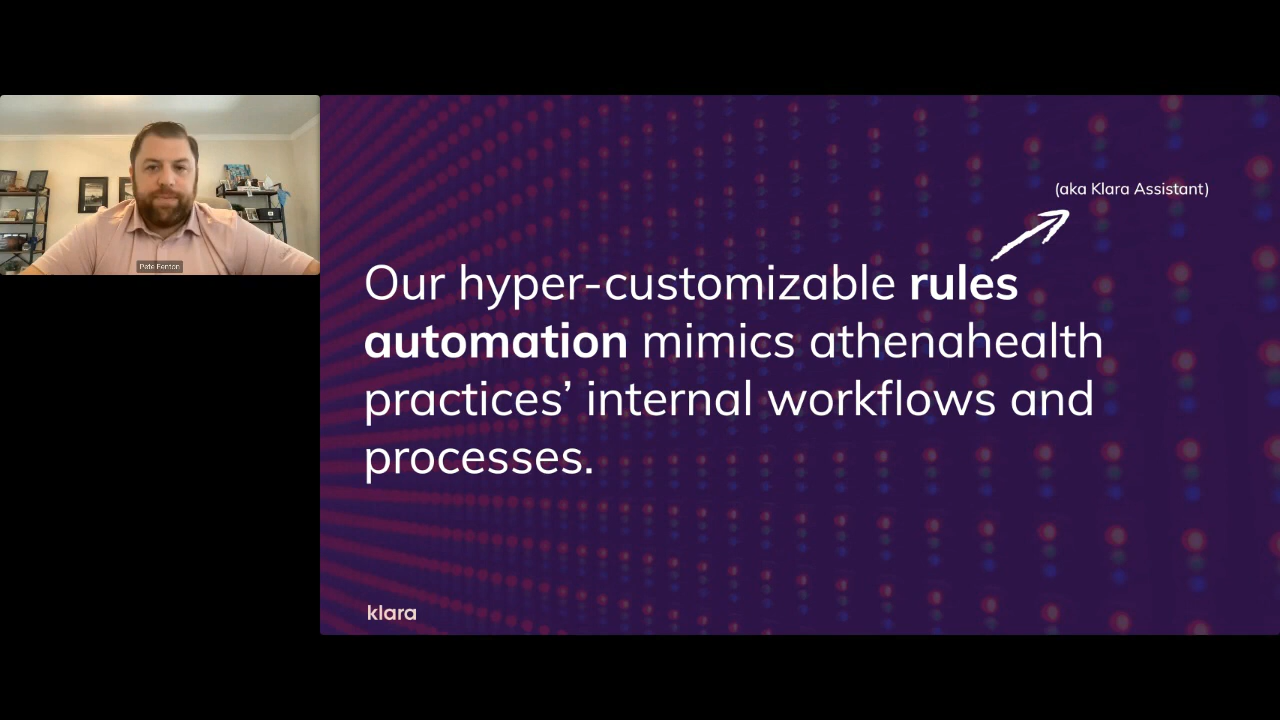 Pete Fenton
(aka Klara Assistant)
Our hyper-customizable rules
automation mimics athenahealth
practices’ internal workflows and
processes.
klara